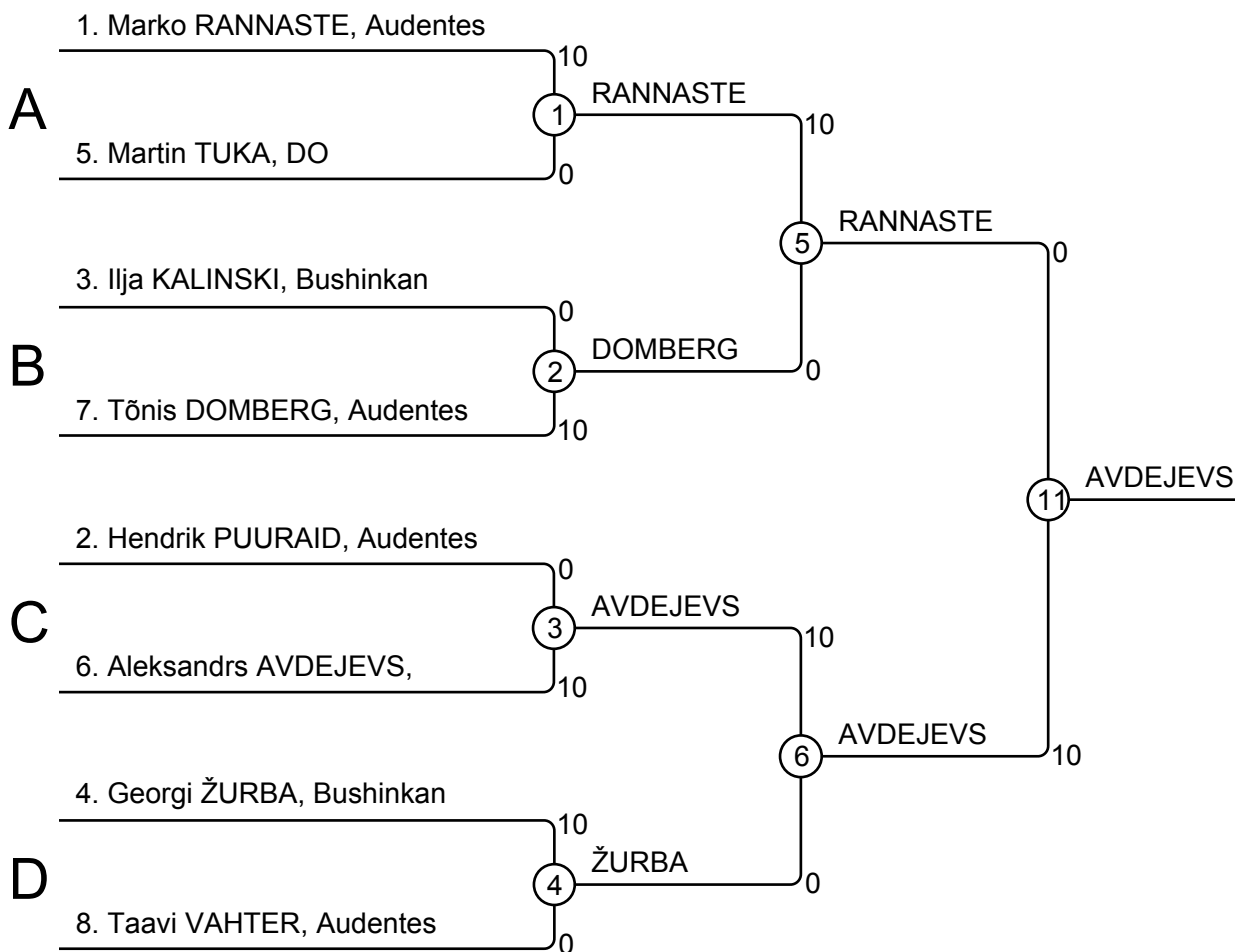 1. Marko RANNASTE, Audentes
10
A
1
RANNASTE
10
5. Martin TUKA, DO
0
5
RANNASTE
0
3. Ilja KALINSKI, Bushinkan
0
B
2
DOMBERG
0
7. Tõnis DOMBERG, Audentes
10
11
AVDEJEVS
2. Hendrik PUURAID, Audentes
0
C
3
AVDEJEVS
10
6. Aleksandrs AVDEJEVS,
10
6
AVDEJEVS
10
4. Georgi ŽURBA, Bushinkan
10
D
4
ŽURBA
0
8. Taavi VAHTER, Audentes
0